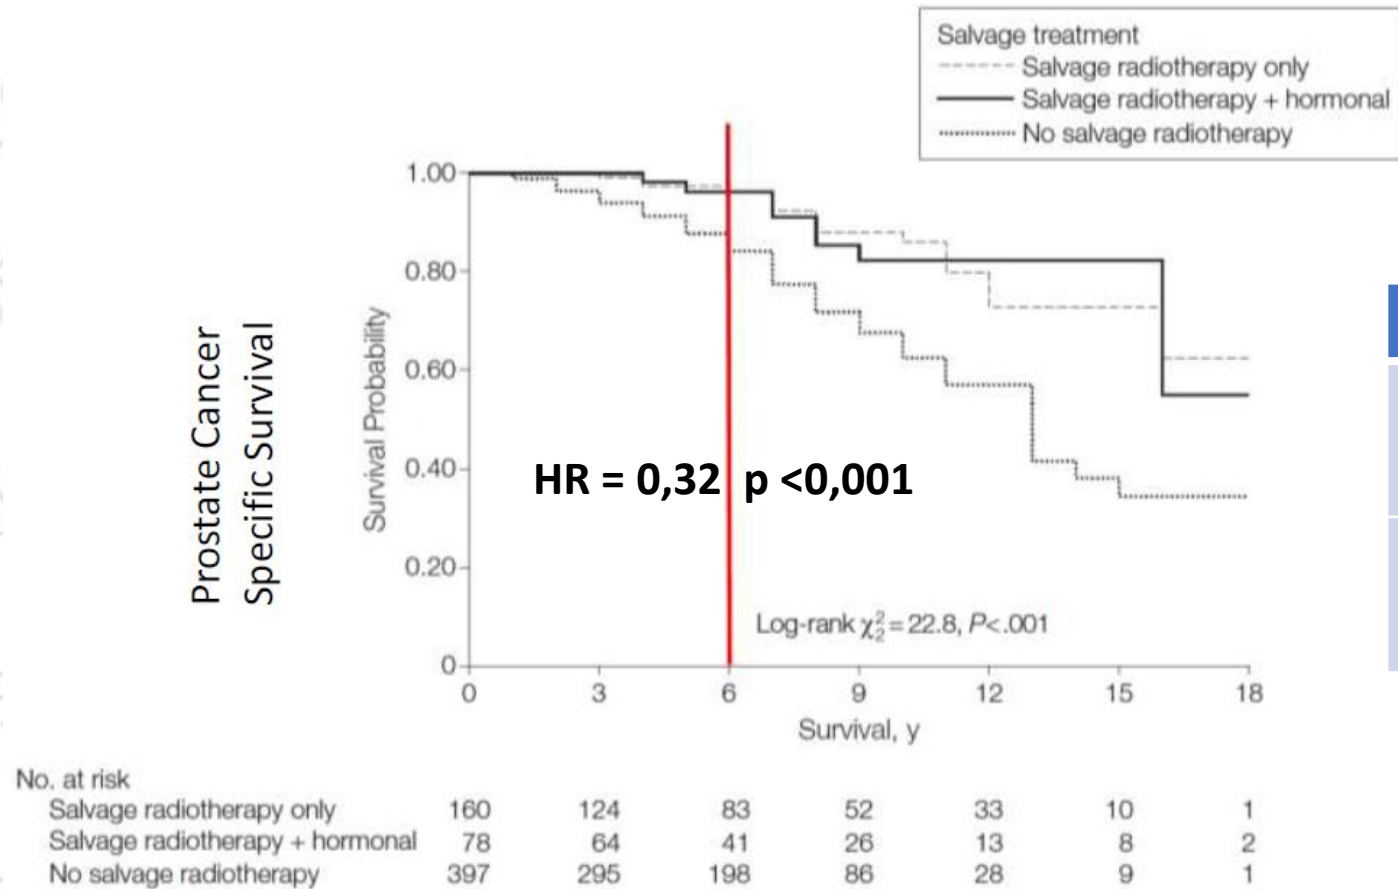 Salvage treatment
Salvage radiotherapy only
Salvage radiotherapy + hormonal
No salvage radiotherapy
Prostate Cancer
Specific Survival
Survival Probability
1.00
0.80
0.60
0.40
0.20
0
HR = 0,32 p <0,001
Log-rank χ²₂ = 22.8, P<.001
0 3 6 9 12 15 18
Survival, y
No. at risk
Salvage radiotherapy only 160 124 83 52 33 10 1
Salvage radiotherapy + hormonal 78 64 41 26 13 8 2
No salvage radiotherapy 397 295 198 86 28 9 1